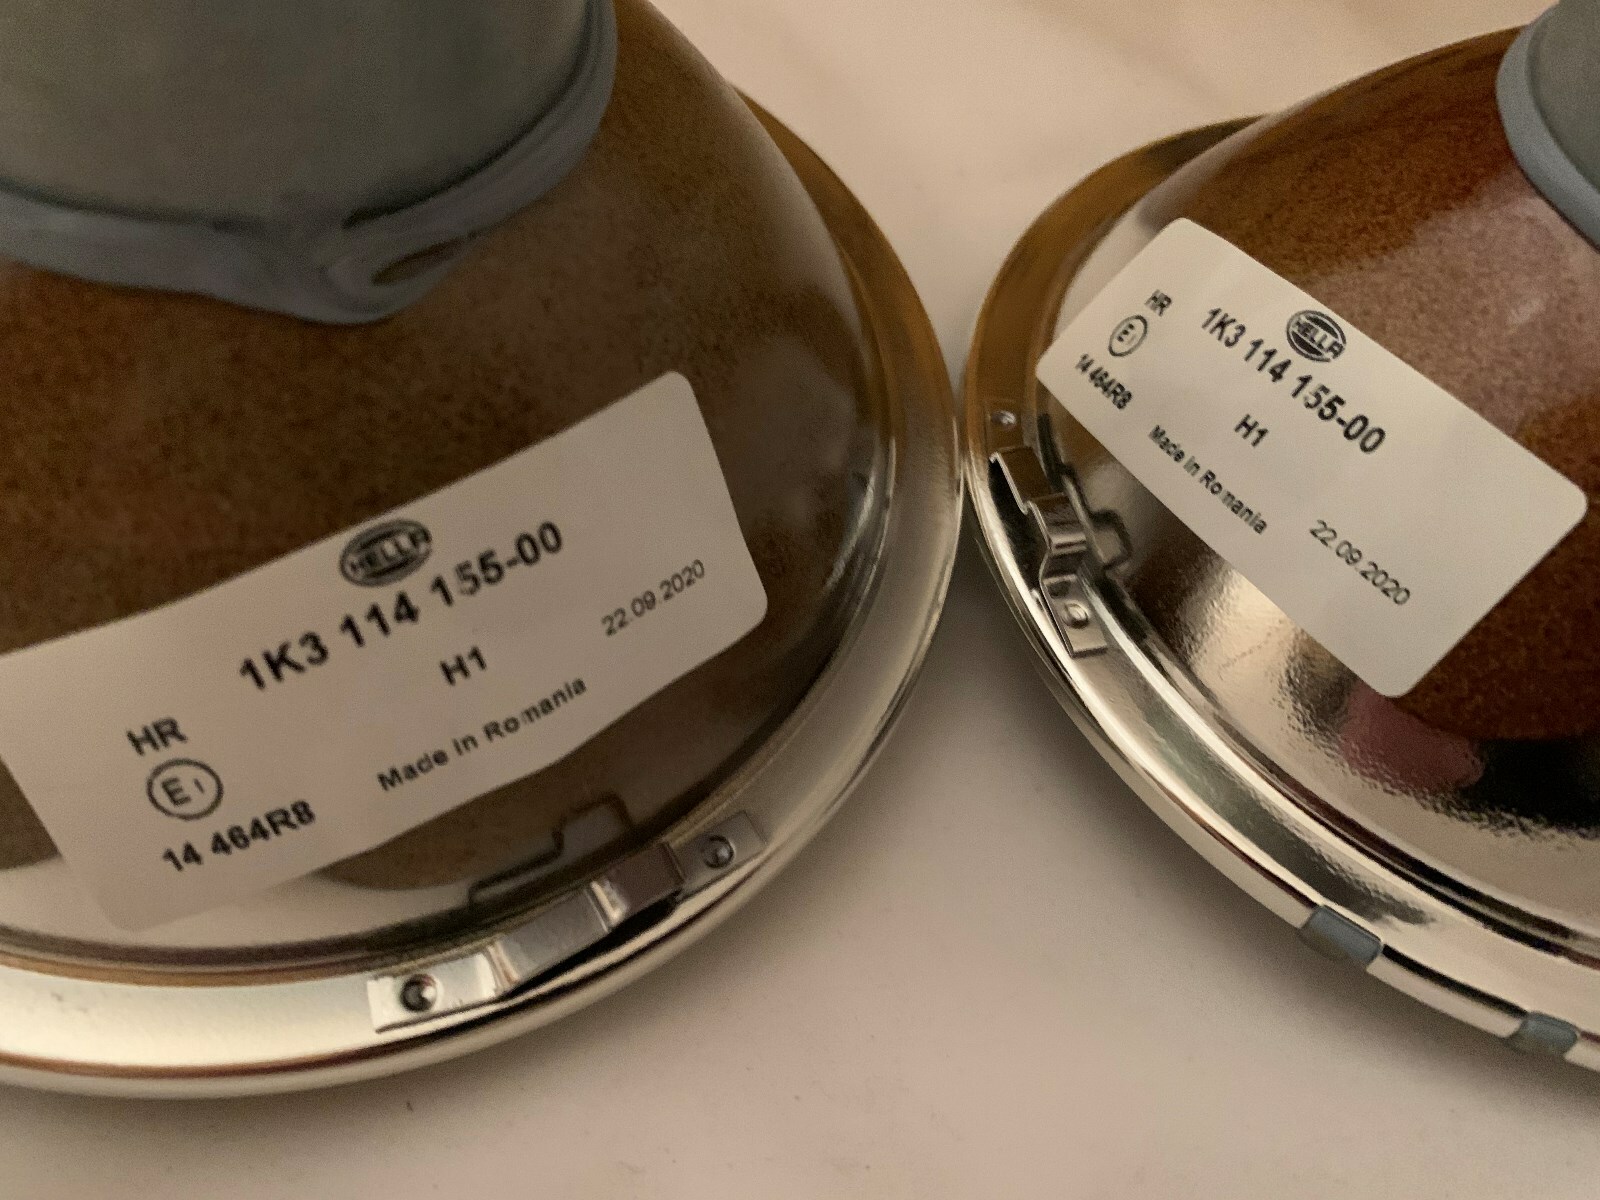 HELLA
1K3 114 155-00
H1
22.09.2020
HR
E1
14 464R8
Made in Romania
HELLA
1K3 114 155-00
HR
E1
14 464R8
H1
Made in Romania
22.09.2020